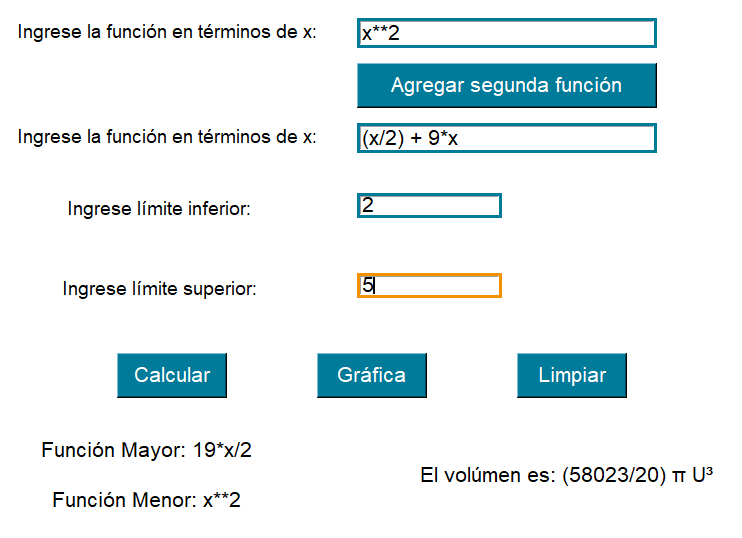 Ingrese la función en términos de x: x**2
Agregar segunda función
Ingrese la función en términos de x: (x/2) + 9*x
Ingrese límite inferior: 2
Ingrese límite superior: 5
Calcular Gráfica Limpiar
Función Mayor: 19*x/2
El volúmen es: (58023/20) π U³
Función Menor: x**2